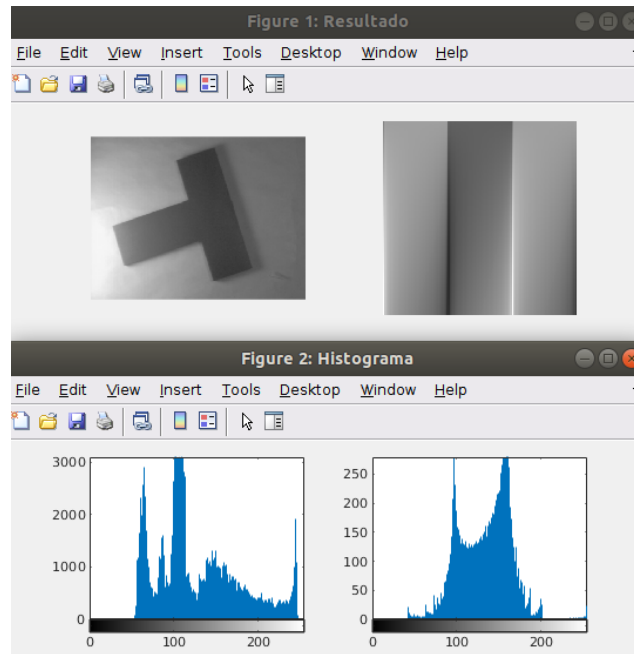 Figure 1: Resultado
File Edit View Insert Tools Desktop Window Help
Figure 2: Histograma
File Edit View Insert Tools Desktop Window Help
3000
2000
1000
0
0 100 200
250
200
150
100
50
0
0 100 200